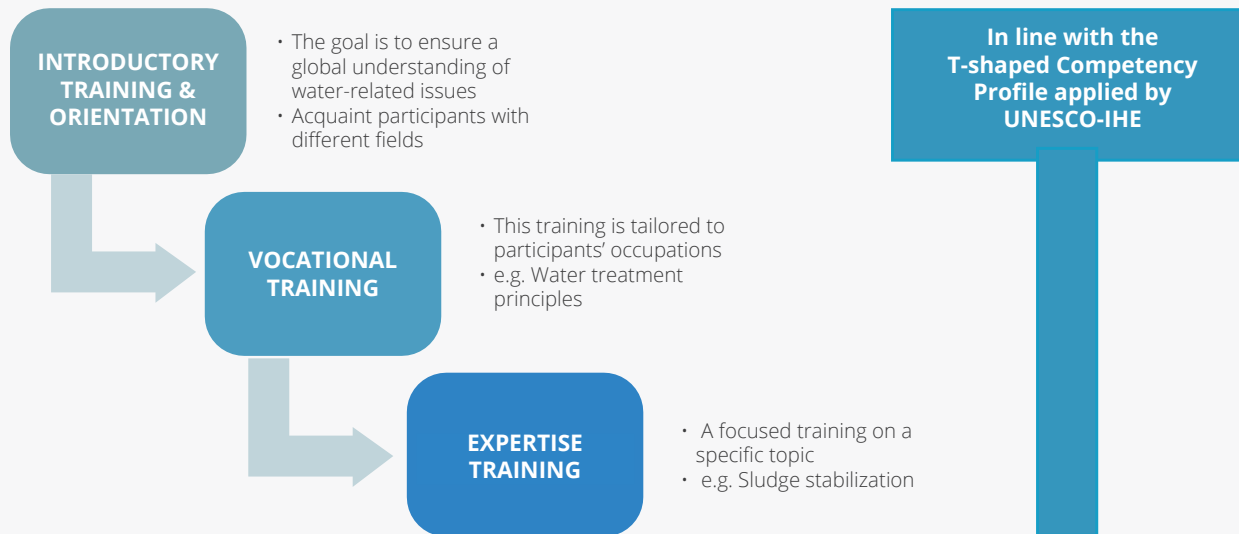 INTRODUCTORY
TRAINING &
ORIENTATION
• The goal is to ensure a
global understanding of
water-related issues
• Acquaint participants with
different fields
In line with the
T-shaped Competency
Profile applied by
UNESCO-IHE
VOCATIONAL
TRAINING
• This training is tailored to
participants’ occupations
• e.g. Water treatment
principles
EXPERTISE
TRAINING
• A focused training on a
specific topic
• e.g. Sludge stabilization